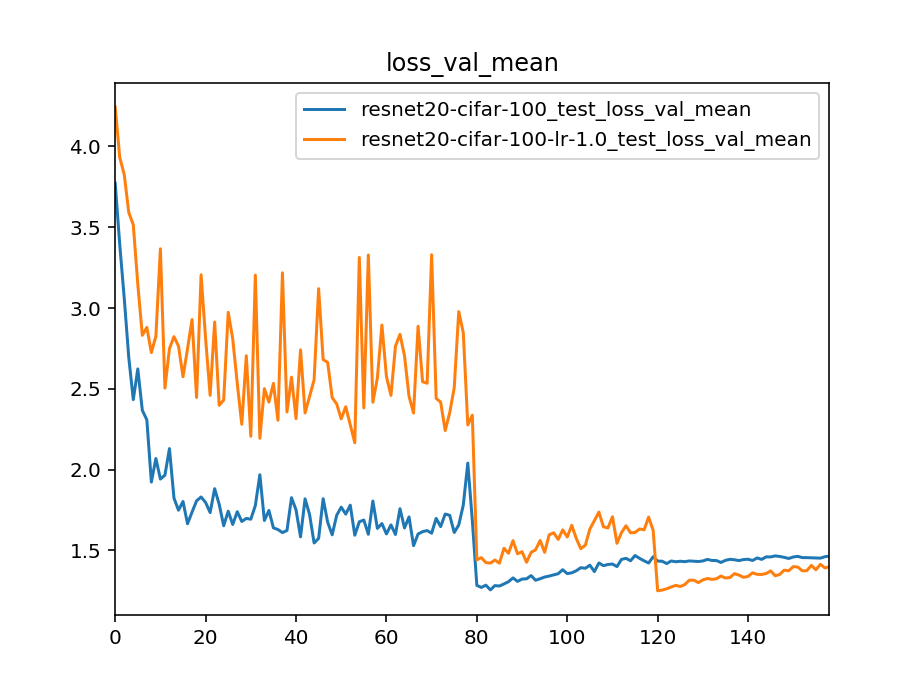 loss_val_mean
resnet20-cifar-100_test_loss_val_mean
resnet20-cifar-100-lr-1.0_test_loss_val_mean
4.0
3.5
3.0
2.5
2.0
1.5
0 20 40 60 80 100 120 140